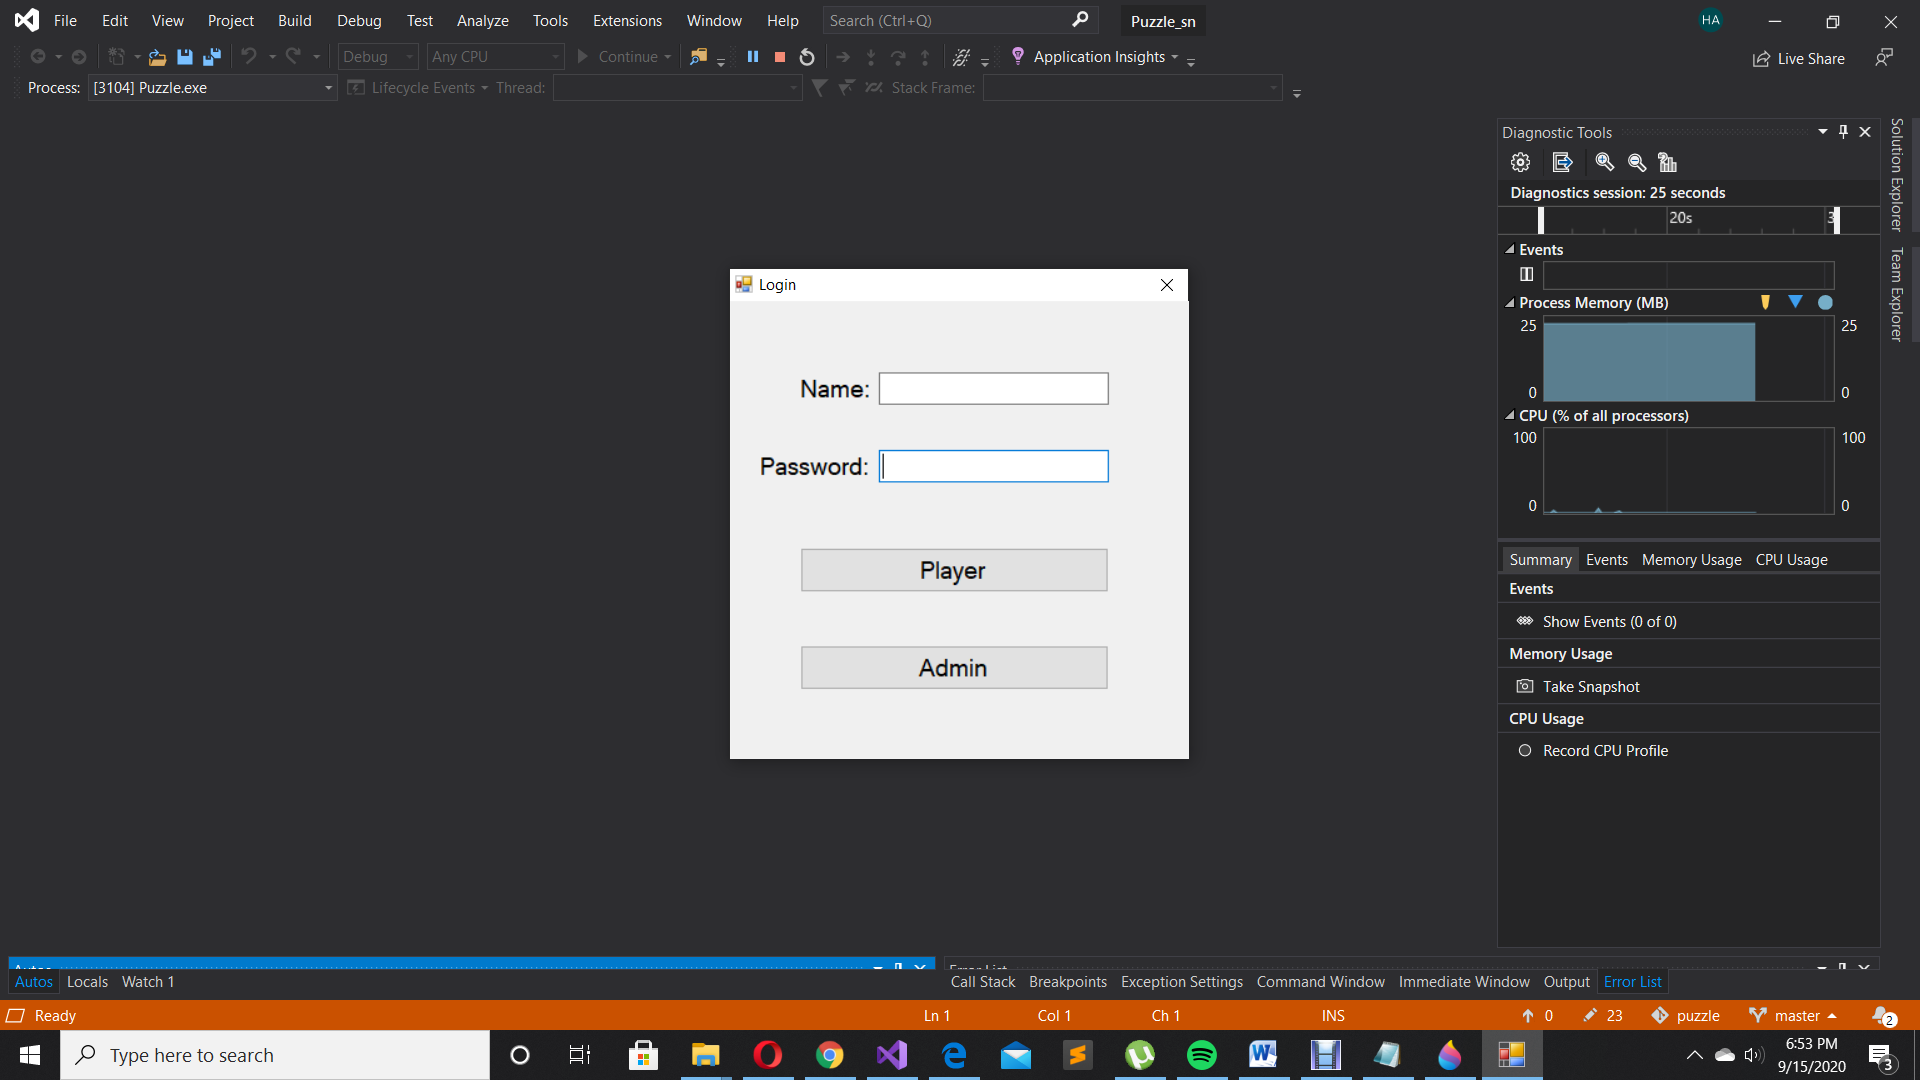 File Edit View Project Build Debug Test Analyze Tools Extensions Window Help Search (Ctrl+Q) Puzzle_sn HA
Debug Any CPU Continue Application Insights Live Share
Process: [3104] Puzzle.exe Lifecycle Events Thread: Stack Frame:
Diagnostic Tools
Diagnostics session: 25 seconds
20s 3
Events
Process Memory (MB)
25 25
0 0
CPU (% of all processors)
100 100
0 0
Summary Events Memory Usage CPU Usage
Events
Show Events (0 of 0)
Memory Usage
Take Snapshot
CPU Usage
Record CPU Profile
Solution Explorer
Team Explorer
Login
Name:
Password:
Player
Admin
Autos Error List
Autos Locals Watch 1 Call Stack Breakpoints Exception Settings Command Window Immediate Window Output Error List
Ready Ln 1 Col 1 Ch 1 INS 0 23 puzzle master 2
Type here to search
6:53 PM
9/15/2020
3